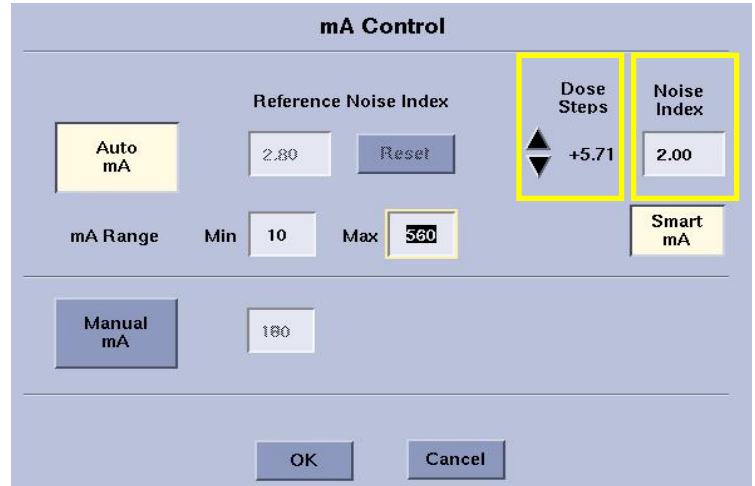 mA Control
Reference Noise Index
Dose
Steps
Noise
Index
Auto
mA
2.80
Reset
+5.71
2.00
mA Range
Min
10
Max
560
Smart
mA
Manual
mA
180
OK
Cancel